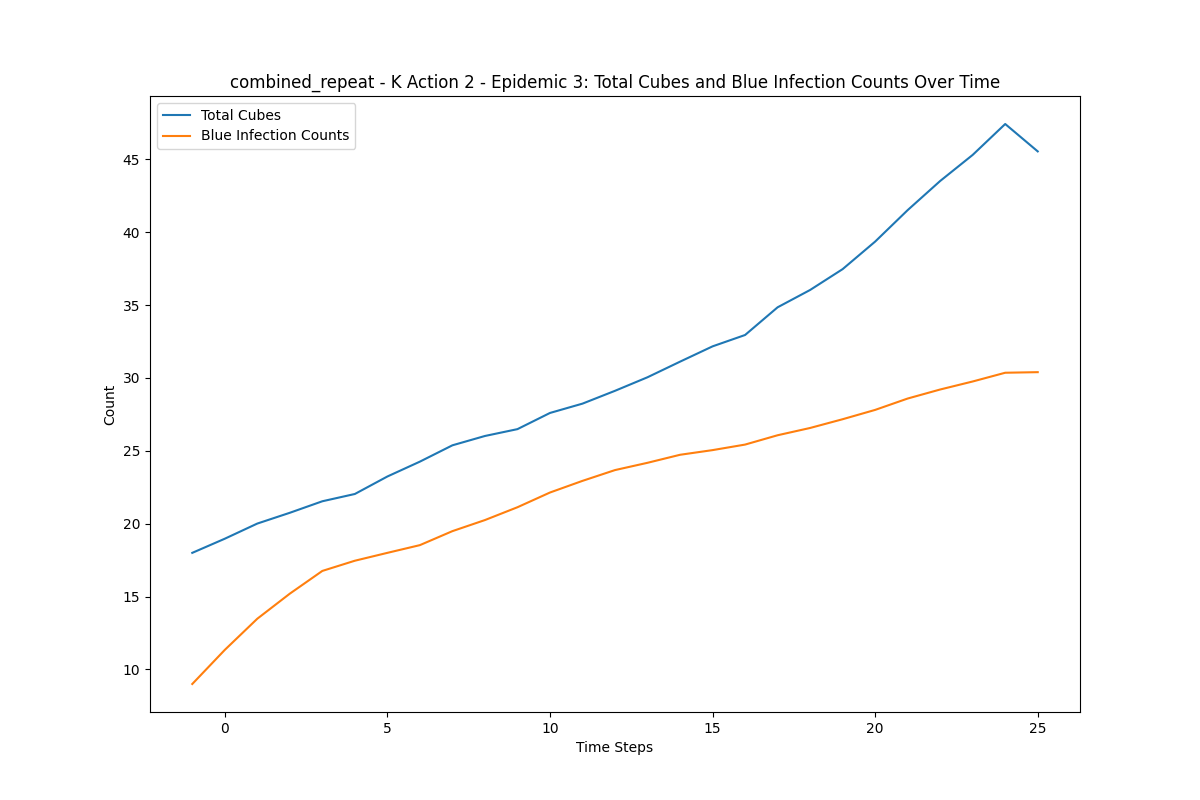 combined_repeat - K Action 2 - Epidemic 3: Total Cubes and Blue Infection Counts Over Time
Total Cubes
Blue Infection Counts
45
40
35
30
25
20
15
10
Count
0 5 10 15 20 25
Time Steps